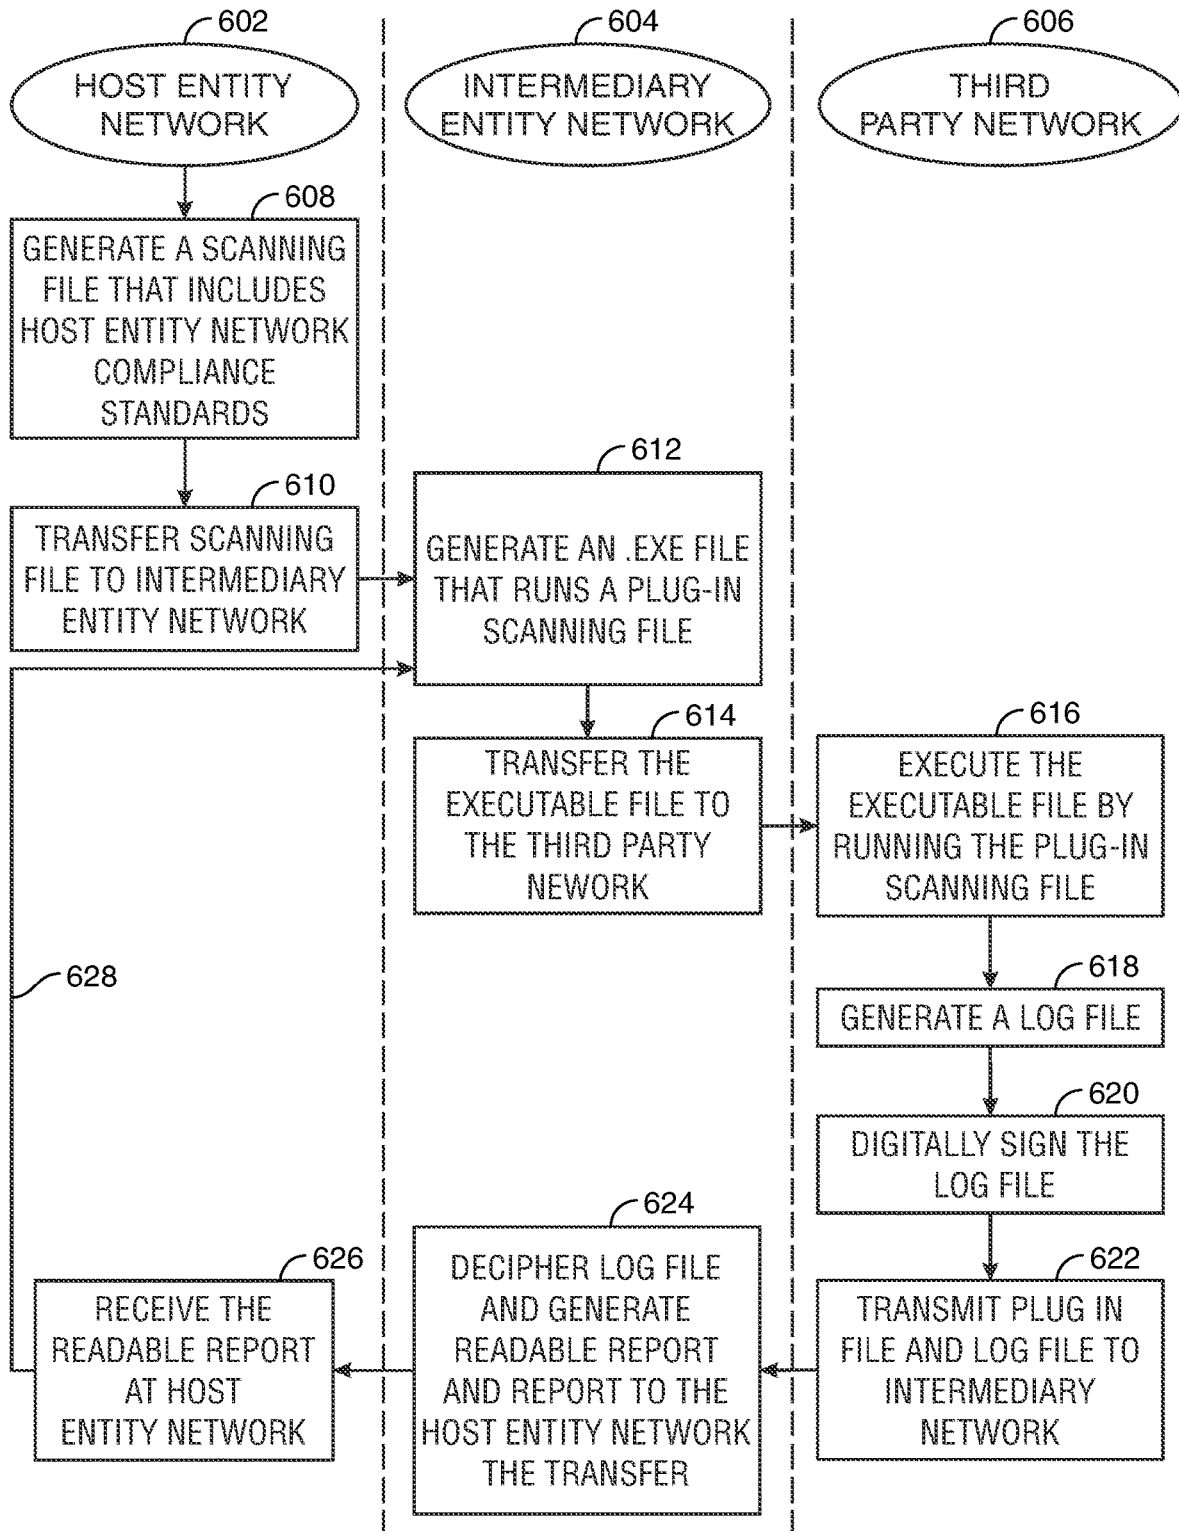 602
HOST ENTITY
NETWORK
604
INTERMEDIARY
ENTITY NETWORK
606
THIRD
PARTY NETWORK
608
GENERATE A SCANNING
FILE THAT INCLUDES
HOST ENTITY NETWORK
COMPLIANCE
STANDARDS
610
TRANSFER SCANNING
FILE TO INTERMEDIARY
ENTITY NETWORK
612
GENERATE AN .EXE FILE
THAT RUNS A PLUG-IN
SCANNING FILE
614
TRANSFER THE
EXECUTABLE FILE TO
THE THIRD PARTY
NEWORK
616
EXECUTE THE
EXECUTABLE FILE BY
RUNNING THE PLUG-IN
SCANNING FILE
618
GENERATE A LOG FILE
620
DIGITALLY SIGN THE
LOG FILE
622
TRANSMIT PLUG IN
FILE AND LOG FILE TO
INTERMEDIARY
NETWORK
624
DECIPHER LOG FILE
AND GENERATE
READABLE REPORT
AND REPORT TO THE
HOST ENTITY NETWORK
THE TRANSFER
626
RECEIVE THE
READABLE REPORT
AT HOST
ENTITY NETWORK
628